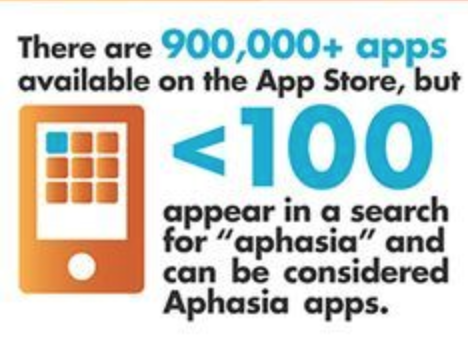 There are 900,000+ apps
available on the App Store, but
<100
appear in a search
for "aphasia" and
can be considered
Aphasia apps.